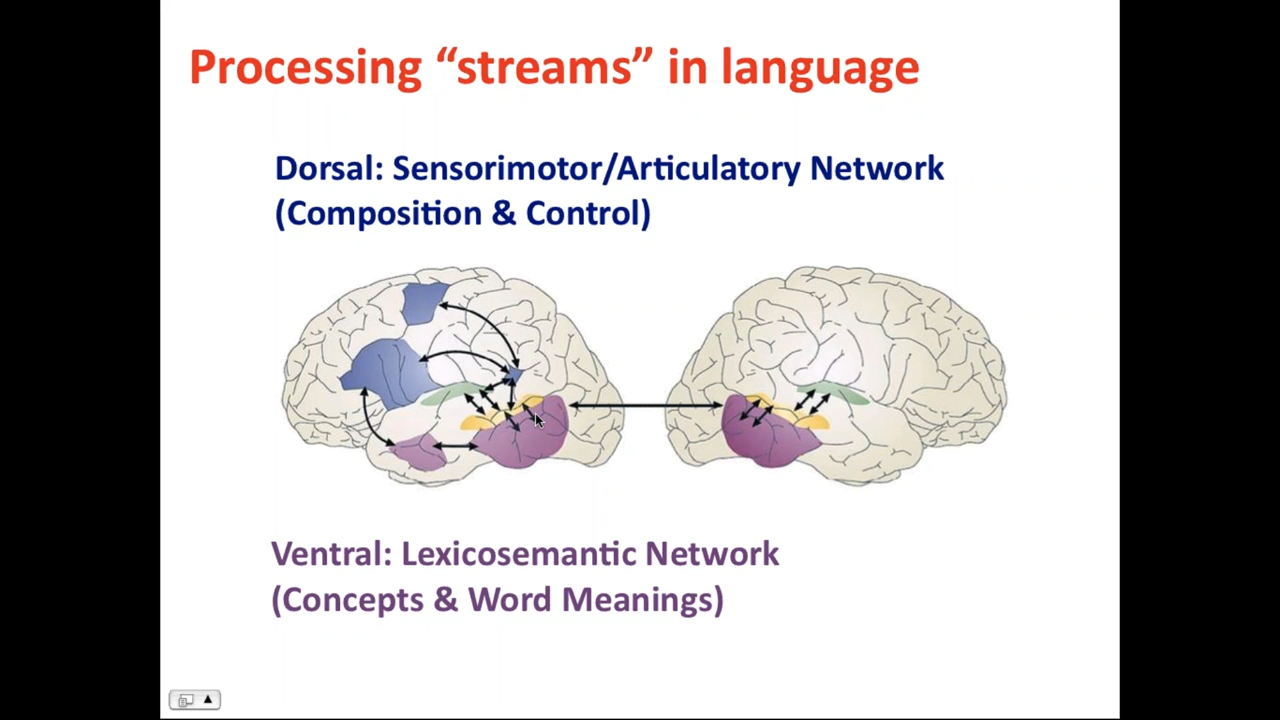 Processing “streams” in language
Dorsal: Sensorimotor/Articulatory Network
(Composition & Control)
Ventral: Lexicosemantic Network
(Concepts & Word Meanings)